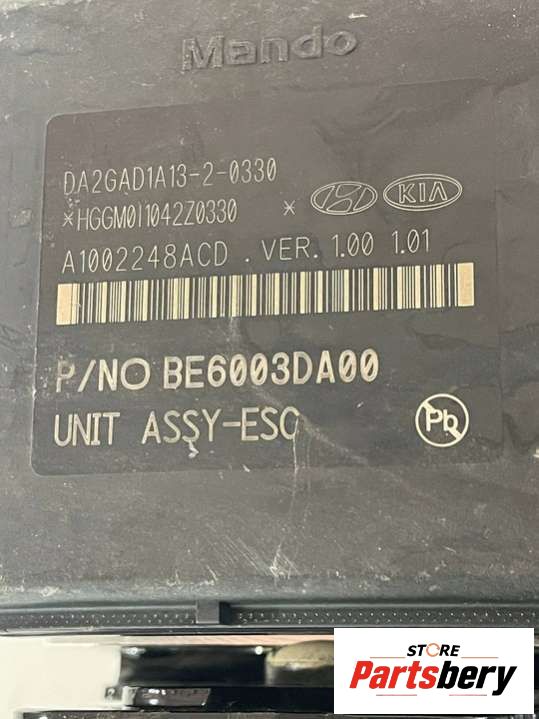 Mando
DA2GAD1A13-2-0330
*HGGM011042Z0330 *
KIA
A1002248ACD . VER. 1.00 1.01
P/NO BE6003DA00
UNIT ASSY-ESC
Pb
STORE
Partsbery